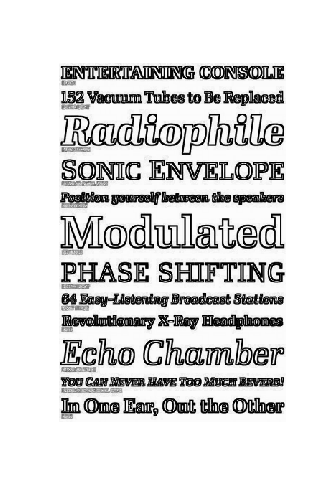 ENTERTAINING CONSOLE
152 Vacuum Tubes to Be Replaced
Radiophile
SONIC ENVELOPE
Position yourself between the speakers
Modulated
PHASE SHIFTING
64 Easy-Listening Broadcast Stations
Revolutionary X-Ray Headphones
Echo Chamber
YOU CAN NEVER HAVE TOO MUCH REVERB!
In One Ear, Out the Other